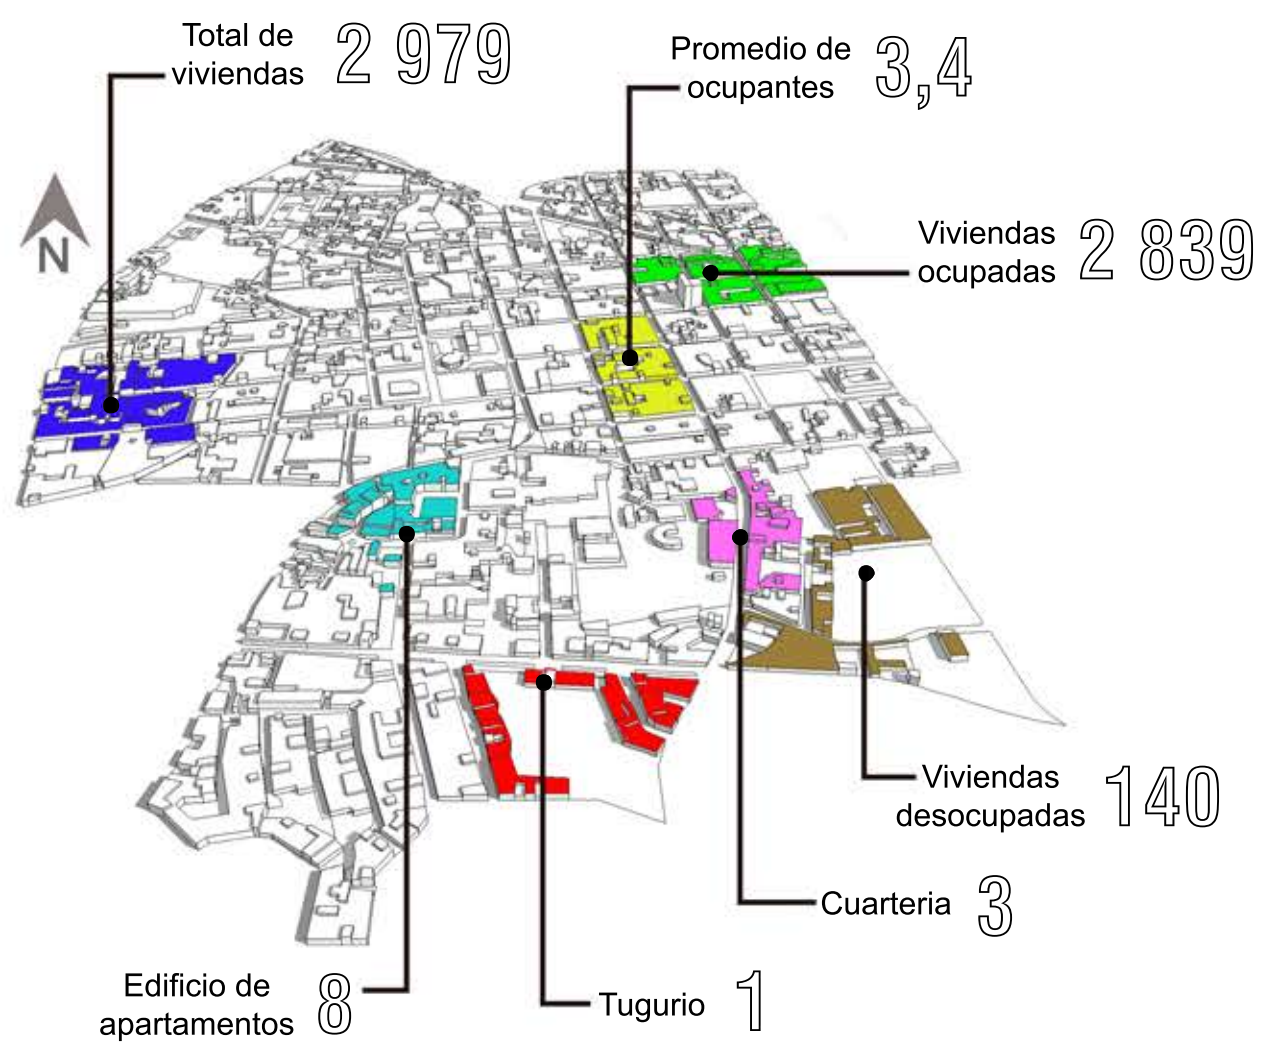 Total de
viviendas
2 979
Promedio de
ocupantes
3,4
N
Viviendas
ocupadas
2 839
Viviendas
desocupadas
140
Cuarteria
3
Edificio de
apartamentos
8
Tugurio
1